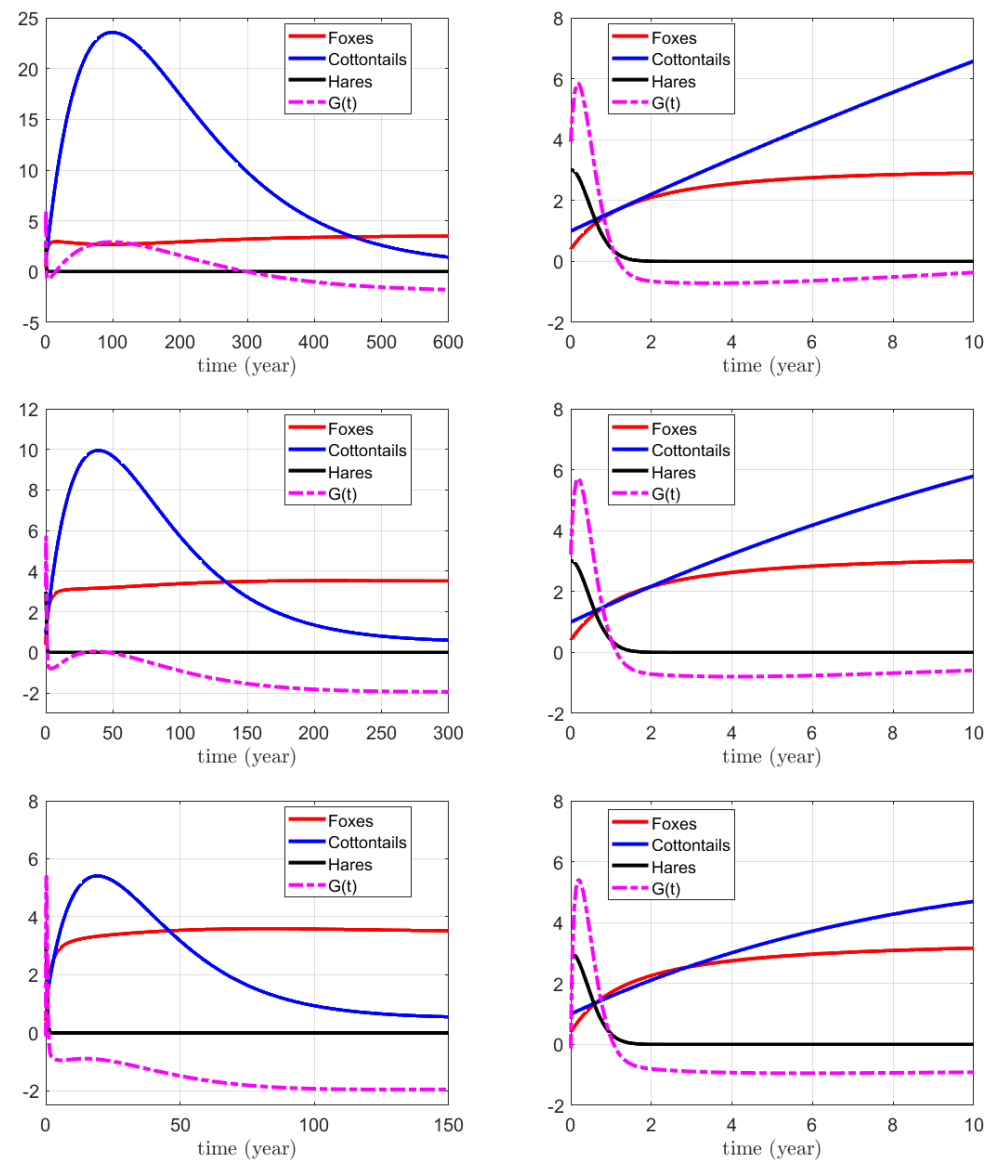 25
20
15
10
5
0
-5
0 100 200 300 400 500 600
time (year)
Foxes
Cottontails
Hares
G(t)
8
6
4
2
0
-2
0 2 4 6 8 10
time (year)
Foxes
Cottontails
Hares
G(t)
12
10
8
6
4
2
0
-2
0 50 100 150 200 250 300
time (year)
Foxes
Cottontails
Hares
G(t)
8
6
4
2
0
-2
0 2 4 6 8 10
time (year)
Foxes
Cottontails
Hares
G(t)
8
6
4
2
0
-2
0 50 100 150
time (year)
Foxes
Cottontails
Hares
G(t)
8
6
4
2
0
-2
0 2 4 6 8 10
time (year)
Foxes
Cottontails
Hares
G(t)